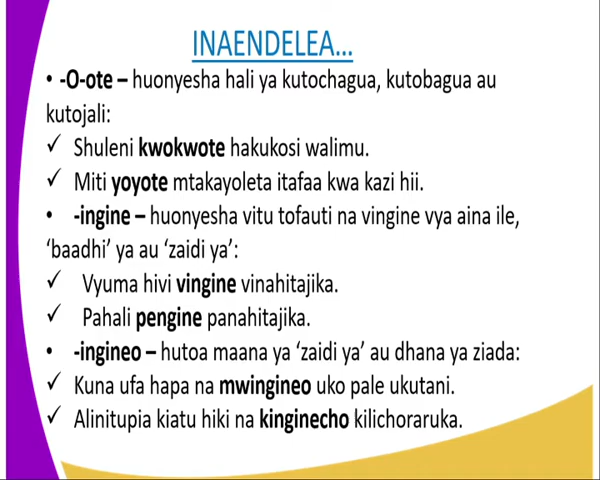 INAENDELEA...
• -O-ote – huonyesha hali ya kutochagua, kutobagua au
kutojali:
✓ Shuleni kwokwote hakukosi walimu.
✓ Miti yoyote mtakayoleta itafaa kwa kazi hii.
• -ingine – huonyesha vitu tofauti na vingine vya aina ile,
‘baadhi’ ya au ‘zaidi ya’:
✓ Vyuma hivi vingine vinahitajika.
✓ Pahali pengine panahitajika.
• -ingineo – hutoa maana ya ‘zaidi ya’ au dhana ya ziada:
✓ Kuna ufa hapa na mwingineo uko pale ukutani.
✓ Alinitupia kiatu hiki na kinginecho kilichoraruka.